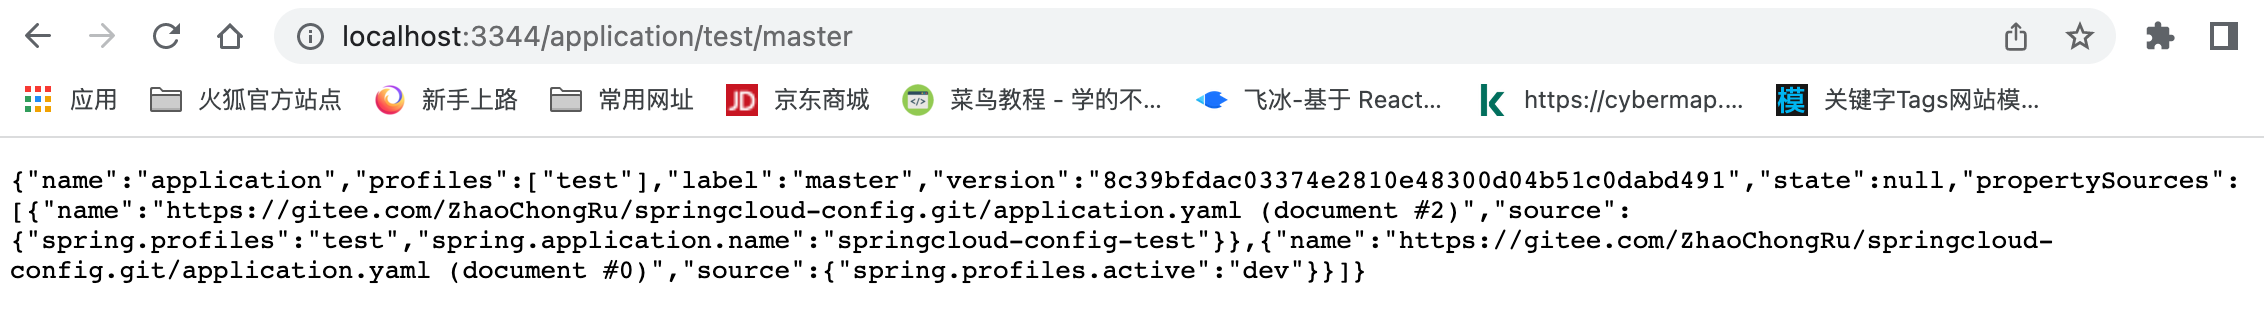 localhost:3344/application/test/master
应用 火狐官方站点 新手上路 常用网址 JD 京东商城 菜鸟教程 - 学的不... 飞冰-基于 React... k https://cybermap.... 模 关键字Tags网站模...
{"name":"application","profiles":["test"],"label":"master","version":"8c39bfdac03374e2810e48300d04b51c0dabd491","state":null,"propertySources":
[{"name":"https://gitee.com/ZhaoChongRu/springcloud-config.git/application.yaml (document #2)","source":
{"spring.profiles":"test","spring.application.name":"springcloud-config-test"}},{"name":"https://gitee.com/ZhaoChongRu/springcloud-
config.git/application.yaml (document #0)","source":{"spring.profiles.active":"dev"}}]}